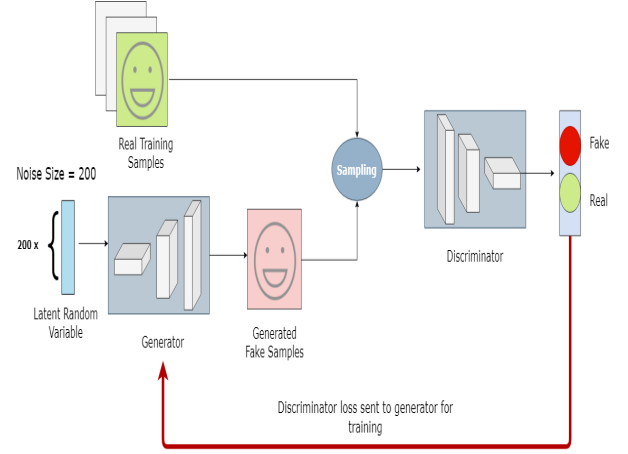 Real Training
Samples
Noise Size = 200
Sampling
Fake
Real
200 x
Discriminator
Latent Random
Variable
Generator
Generated
Fake Samples
Discriminator loss sent to generator for
training